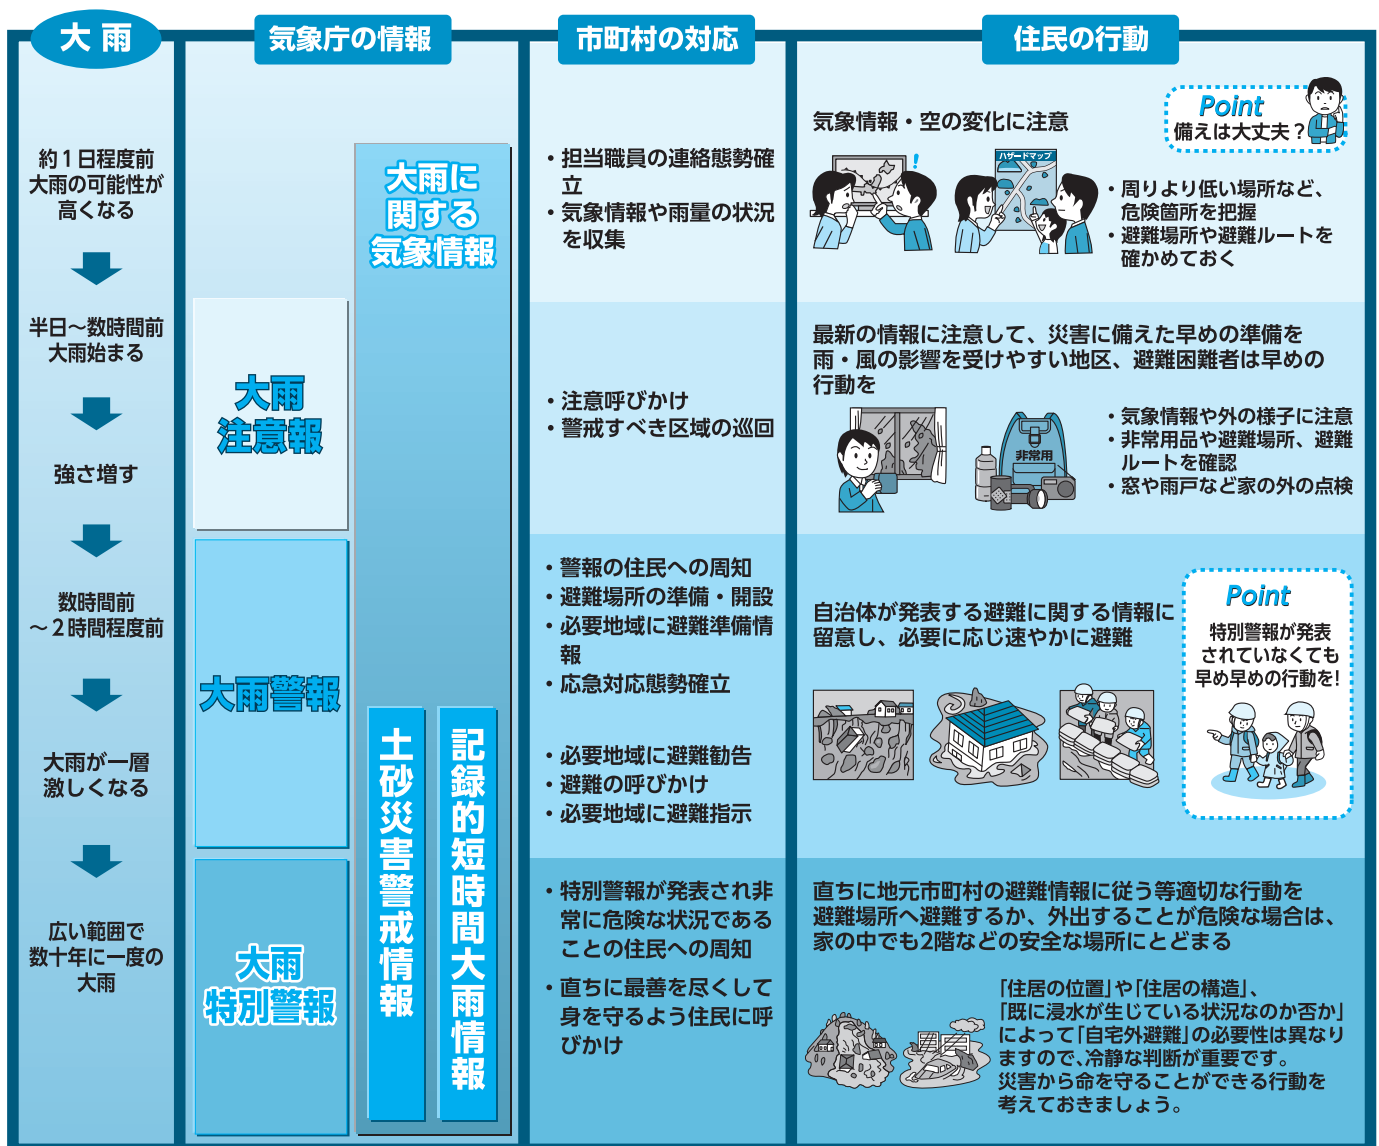 大雨
気象庁の情報
市町村の対応
住民の行動
約1日程度前
大雨の可能性が
高くなる
半日〜数時間前
大雨始まる
強さ増す
数時間前
〜2時間程度前
大雨が一層
激しくなる
広い範囲で
数十年に一度の
大雨
大雨に
関する
気象情報
大雨
注意報
大雨警報
大雨
特別警報
土砂災害警戒情報
記録的短時間大雨情報
・担当職員の連絡態勢確
立
・気象情報や雨量の状況
を収集
・注意呼びかけ
・警戒すべき区域の巡回
・警報の住民への周知
・避難場所の準備・開設
・必要地域に避難準備情
報
・応急対応態勢確立
・必要地域に避難勧告
・避難の呼びかけ
・必要地域に避難指示
・特別警報が発表され非
常に危険な状況である
ことの住民への周知
・直ちに最善を尽くして
身を守るよう住民に呼
びかけ
気象情報・空の変化に注意
Point
備えは大丈夫？
!
ハザードマップ
・周りより低い場所など、
危険箇所を把握
・避難場所や避難ルートを
確かめておく
最新の情報に注意して、災害に備えた早めの準備を
雨・風の影響を受けやすい地区、避難困難者は早めの
行動を
非常用
・気象情報や外の様子に注意
・非常用品や避難場所、避難
ルートを確認
・窓や雨戸など家の外の点検
自治体が発表する避難に関する情報に
留意し、必要に応じ速やかに避難
Point
特別警報が発表
されていなくても
早め早めの行動を!
直ちに地元市町村の避難情報に従う等適切な行動を
避難場所へ避難するか、外出することが危険な場合は、
家の中でも2階などの安全な場所にとどまる
「住居の位置」や「住居の構造」、
「既に浸水が生じている状況なのか否か」
によって「自宅外避難」の必要性は異なり
ますので、冷静な判断が重要です。
災害から命を守ることができる行動を
考えておきましょう。